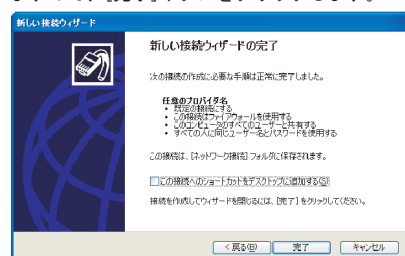 新しい接続ウィザード
新しい接続ウィザードの完了
次の接続の作成に必要な手順は正常に完了しました。
任意のプロバイダ名
• 既定の接続にする
• この接続はファイアウォールを使用する
• このコンピュータのすべてのユーザーと共有する
• すべての人に同じユーザー名とパスワードを使用する
この接続は、[ネットワーク接続] フォルダに保存されます。
この接続へのショートカットをデスクトップに追加する(S)
接続を作成してウィザードを閉じるには、[完了] をクリックしてください。
< 戻る(B) 完了 キャンセル